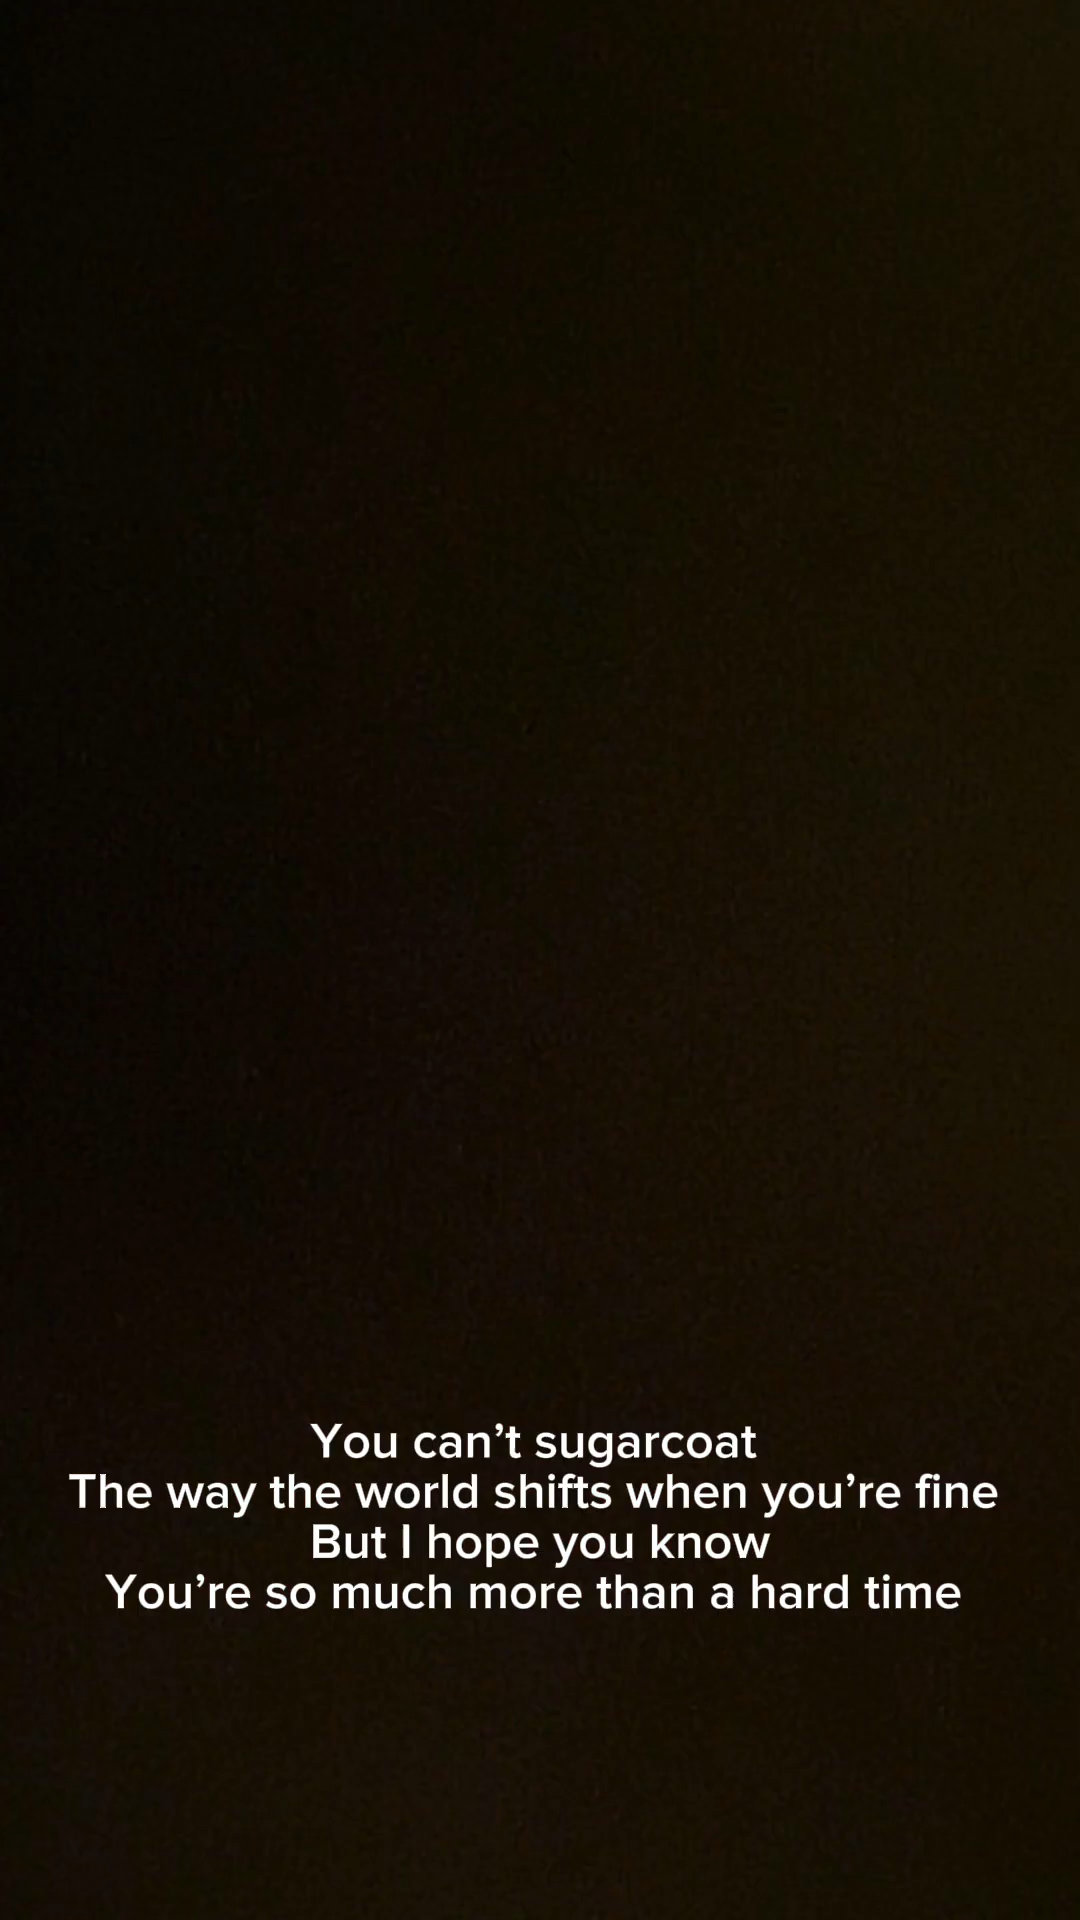 You can’t sugarcoat
The way the world shifts when you’re fine
But I hope you know
You’re so much more than a hard time